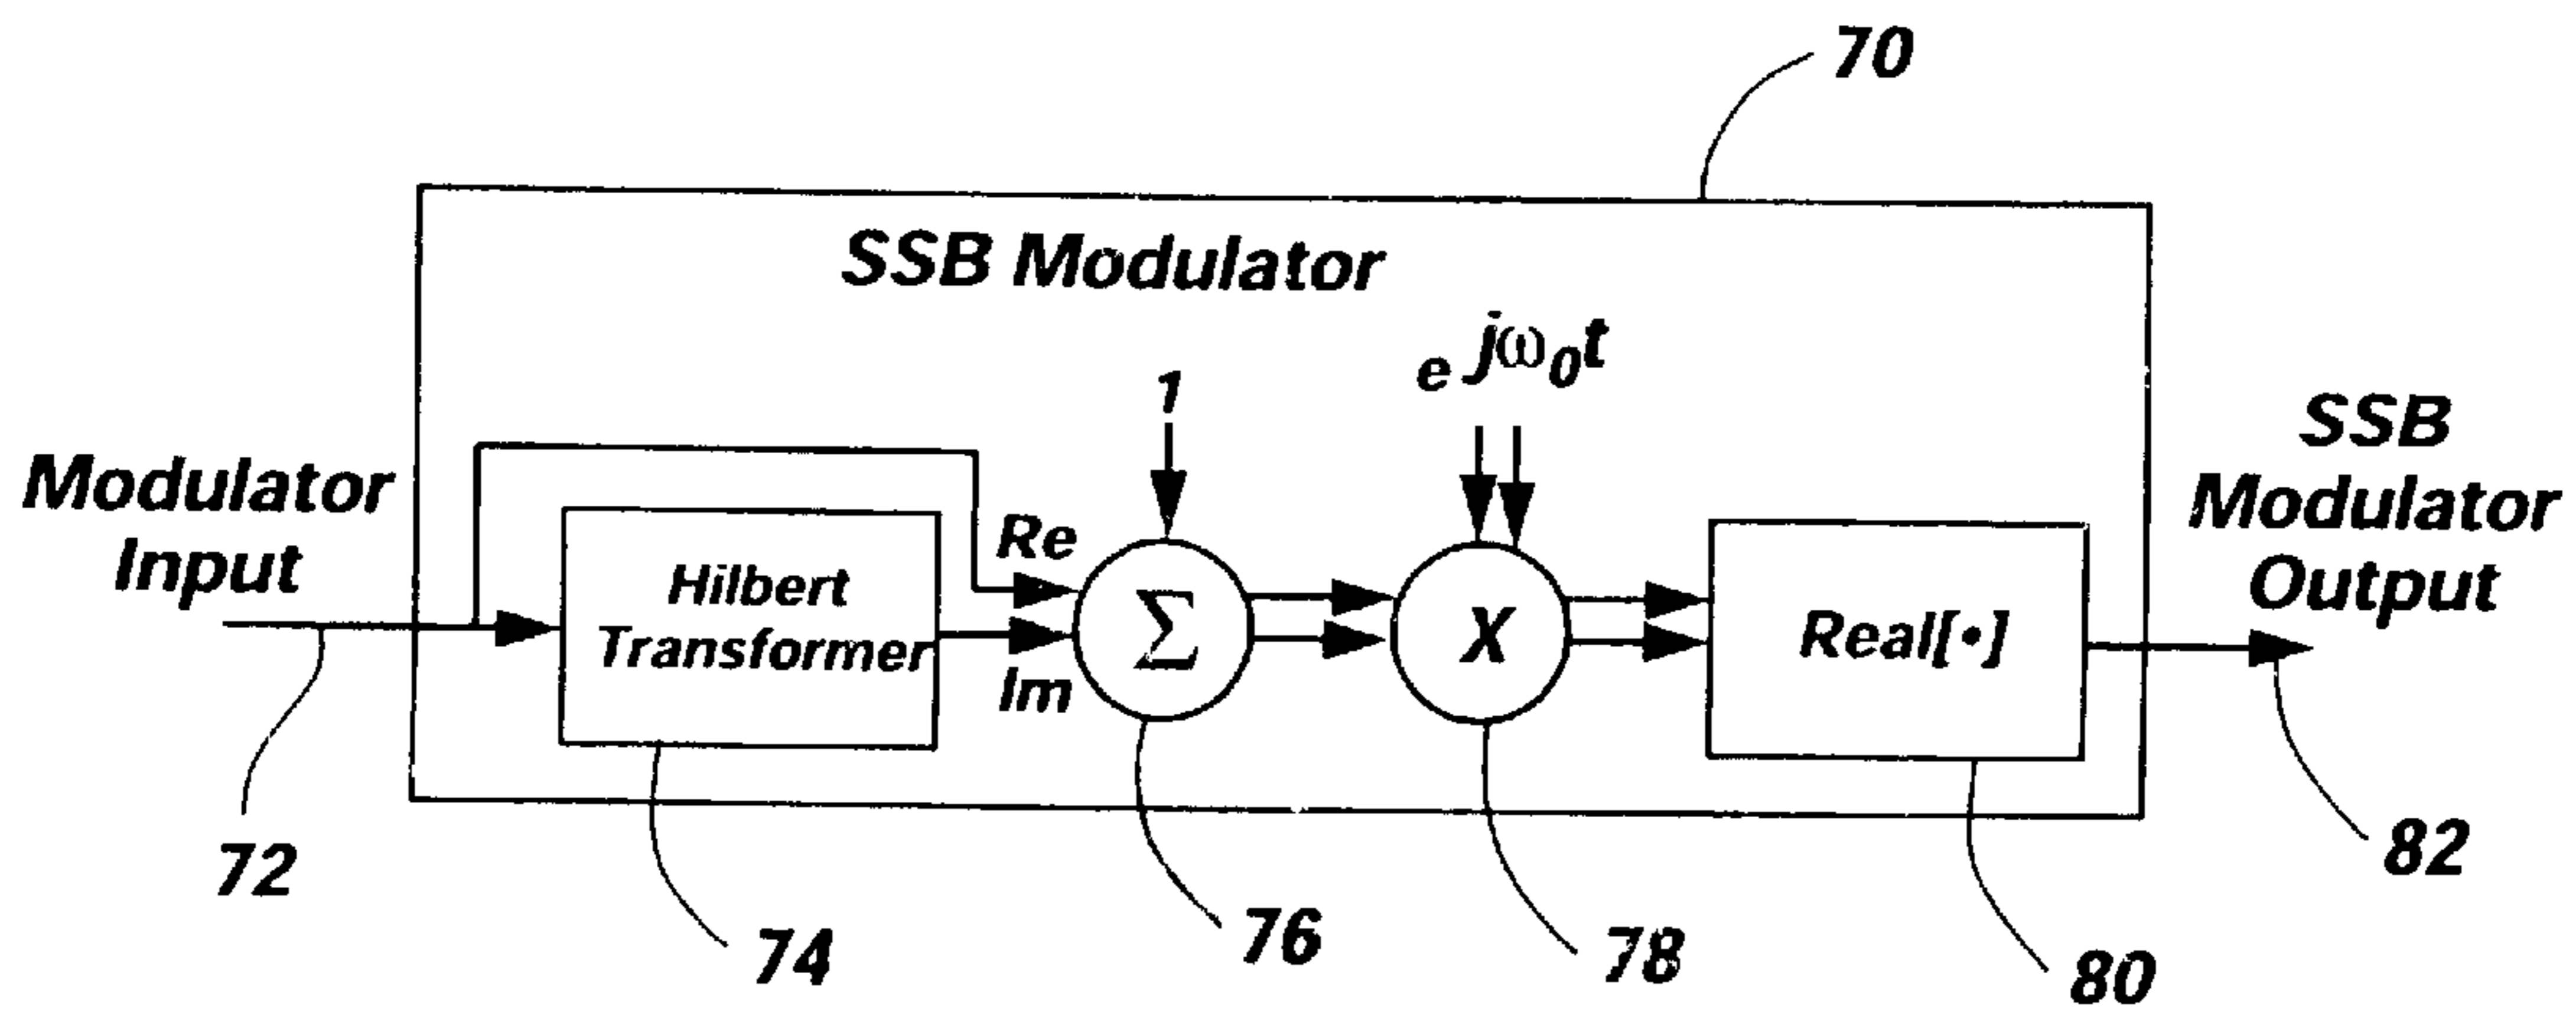 70
SSB Modulator
1
e jω0t
Modulator
Input
Hilbert
Transformer
Re
Im
Σ
X
Real[•]
SSB
Modulator
Output
72
74
76
78
80
82